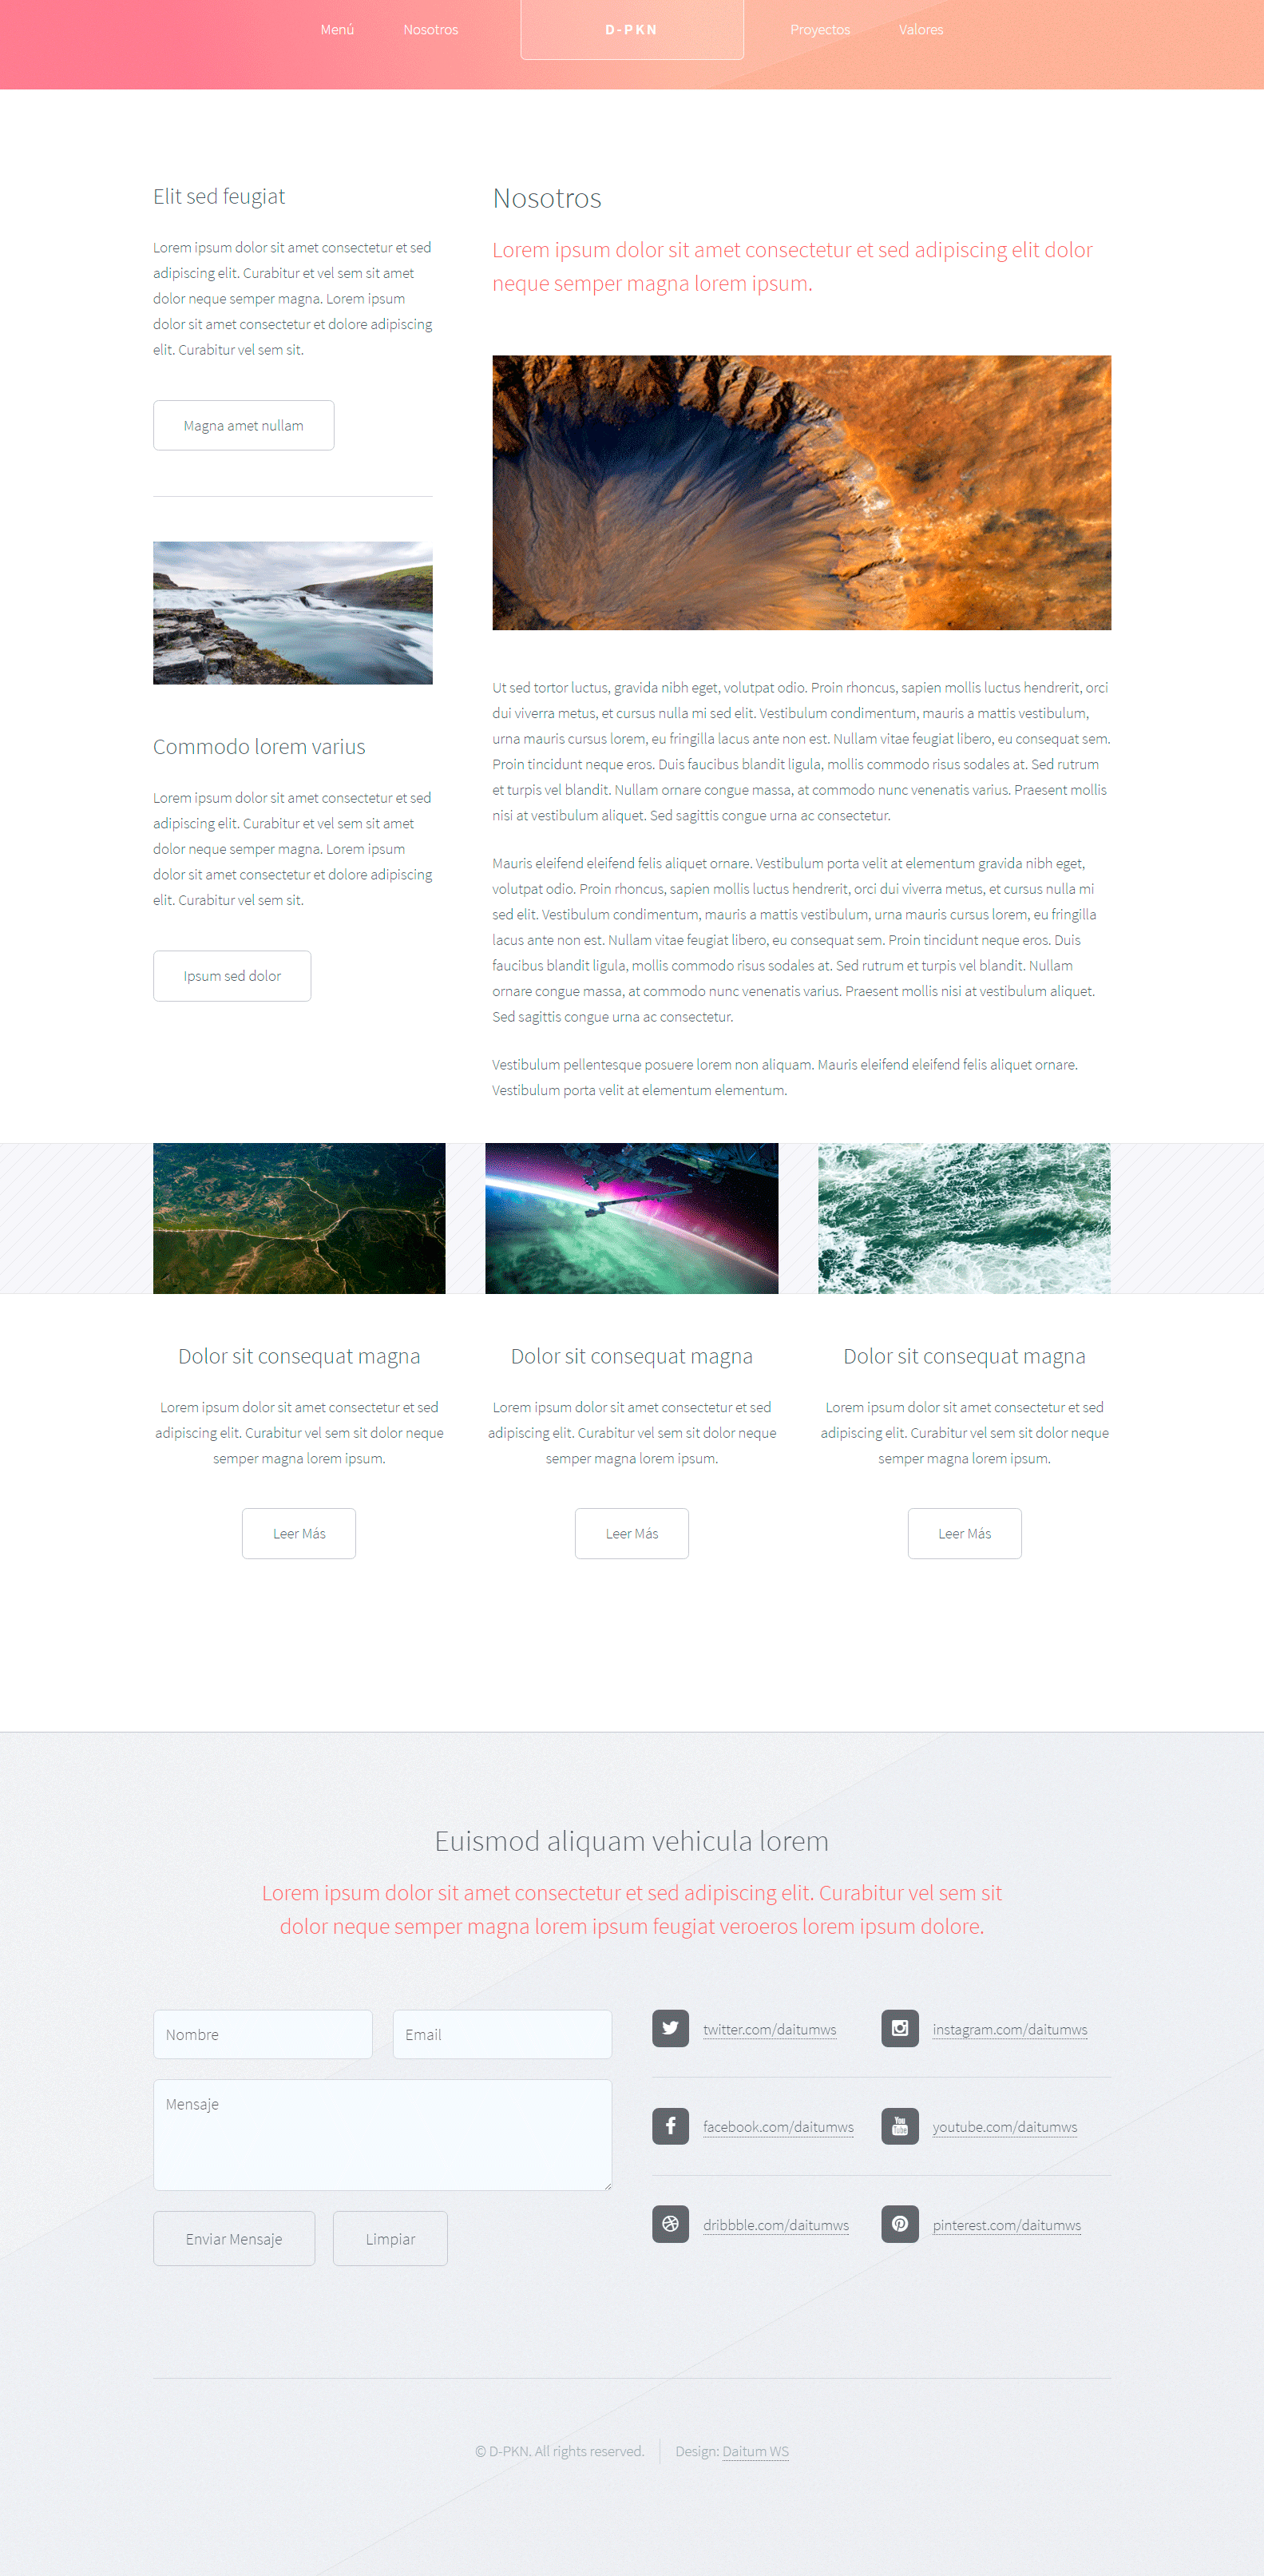 Menú
Nosotros
D-PKN
Proyectos
Valores
Elit sed feugiat
Lorem ipsum dolor sit amet consectetur et sed
adipiscing elit. Curabitur et vel sem sit amet
dolor neque semper magna. Lorem ipsum
dolor sit amet consectetur et dolore adipiscing
elit. Curabitur vel sem sit.
Magna amet nullam
Commodo lorem varius
Lorem ipsum dolor sit amet consectetur et sed
adipiscing elit. Curabitur et vel sem sit amet
dolor neque semper magna. Lorem ipsum
dolor sit amet consectetur et dolore adipiscing
elit. Curabitur vel sem sit.
Ipsum sed dolor
Nosotros
Lorem ipsum dolor sit amet consectetur et sed adipiscing elit dolor
neque semper magna lorem ipsum.
Ut sed tortor luctus, gravida nibh eget, volutpat odio. Proin rhoncus, sapien mollis luctus hendrerit, orci
dui viverra metus, et cursus nulla mi sed elit. Vestibulum condimentum, mauris a mattis vestibulum,
urna mauris cursus lorem, eu fringilla lacus ante non est. Nullam vitae feugiat libero, eu consequat sem.
Proin tincidunt neque eros. Duis faucibus blandit ligula, mollis commodo risus sodales at. Sed rutrum
et turpis vel blandit. Nullam ornare congue massa, at commodo nunc venenatis varius. Praesent mollis
nisi at vestibulum aliquet. Sed sagittis congue urna ac consectetur.
Mauris eleifend eleifend felis aliquet ornare. Vestibulum porta velit at elementum gravida nibh eget,
volutpat odio. Proin rhoncus, sapien mollis luctus hendrerit, orci dui viverra metus, et cursus nulla mi
sed elit. Vestibulum condimentum, mauris a mattis vestibulum, urna mauris cursus lorem, eu fringilla
lacus ante non est. Nullam vitae feugiat libero, eu consequat sem. Proin tincidunt neque eros. Duis
faucibus blandit ligula, mollis commodo risus sodales at. Sed rutrum et turpis vel blandit. Nullam
ornare congue massa, at commodo nunc venenatis varius. Praesent mollis nisi at vestibulum aliquet.
Sed sagittis congue urna ac consectetur.
Vestibulum pellentesque posuere lorem non aliquam. Mauris eleifend eleifend felis aliquet ornare.
Vestibulum porta velit at elementum elementum.
Dolor sit consequat magna
Lorem ipsum dolor sit amet consectetur et sed
adipiscing elit. Curabitur vel sem sit dolor neque
semper magna lorem ipsum.
Leer Más
Dolor sit consequat magna
Lorem ipsum dolor sit amet consectetur et sed
adipiscing elit. Curabitur vel sem sit dolor neque
semper magna lorem ipsum.
Leer Más
Dolor sit consequat magna
Lorem ipsum dolor sit amet consectetur et sed
adipiscing elit. Curabitur vel sem sit dolor neque
semper magna lorem ipsum.
Leer Más
Euismod aliquam vehicula lorem
Lorem ipsum dolor sit amet consectetur et sed adipiscing elit. Curabitur vel sem sit
dolor neque semper magna lorem ipsum feugiat veroeros lorem ipsum dolore.
Nombre
Email
Mensaje
Enviar Mensaje
Limpiar
twitter.com/daitumws
instagram.com/daitumws
facebook.com/daitumws
You Tube
youtube.com/daitumws
dribbble.com/daitumws
pinterest.com/daitumws
© D-PKN. All rights reserved.
Design: Daitum WS